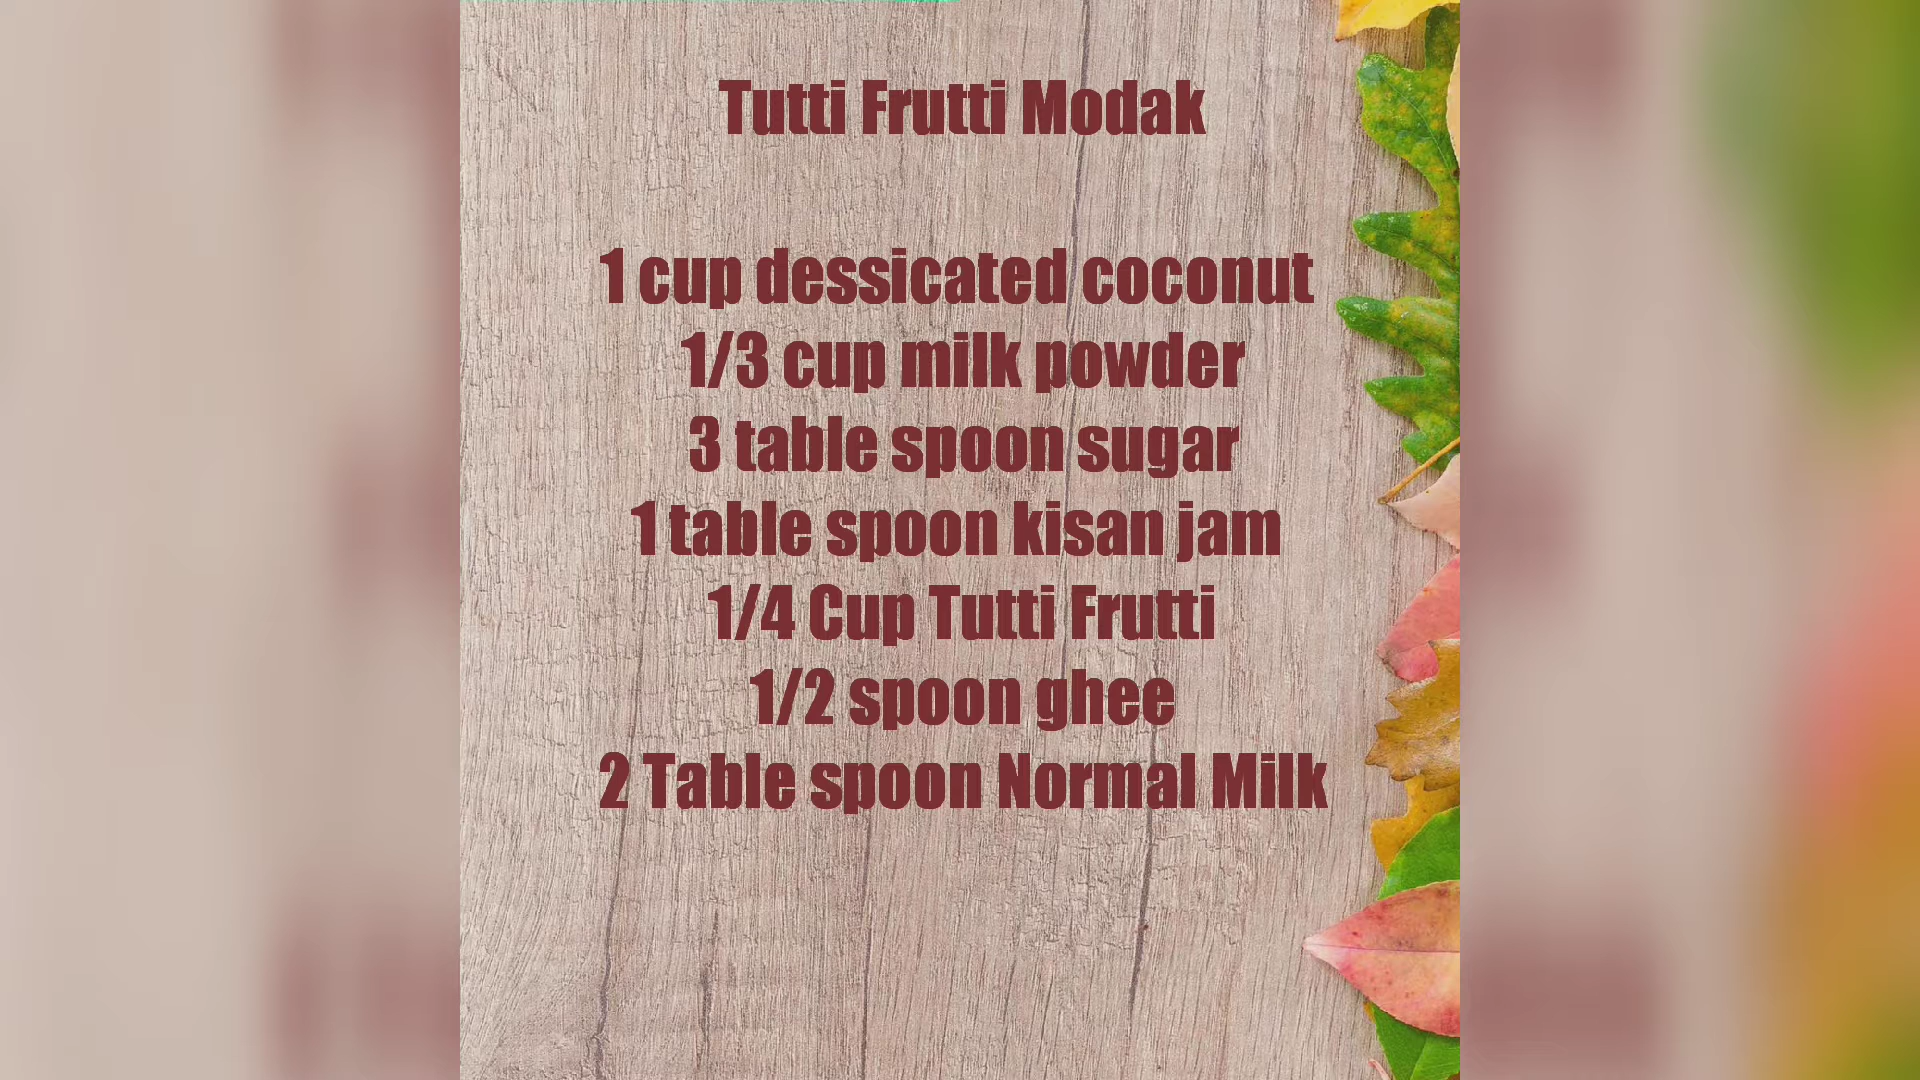 Tutti Frutti Modak
1 cup dessicated coconut
1/3 cup milk powder
3 table spoon sugar
1 table spoon kisan jam
1/4 Cup Tutti Frutti
1/2 spoon ghee
2 Table spoon Normal Milk